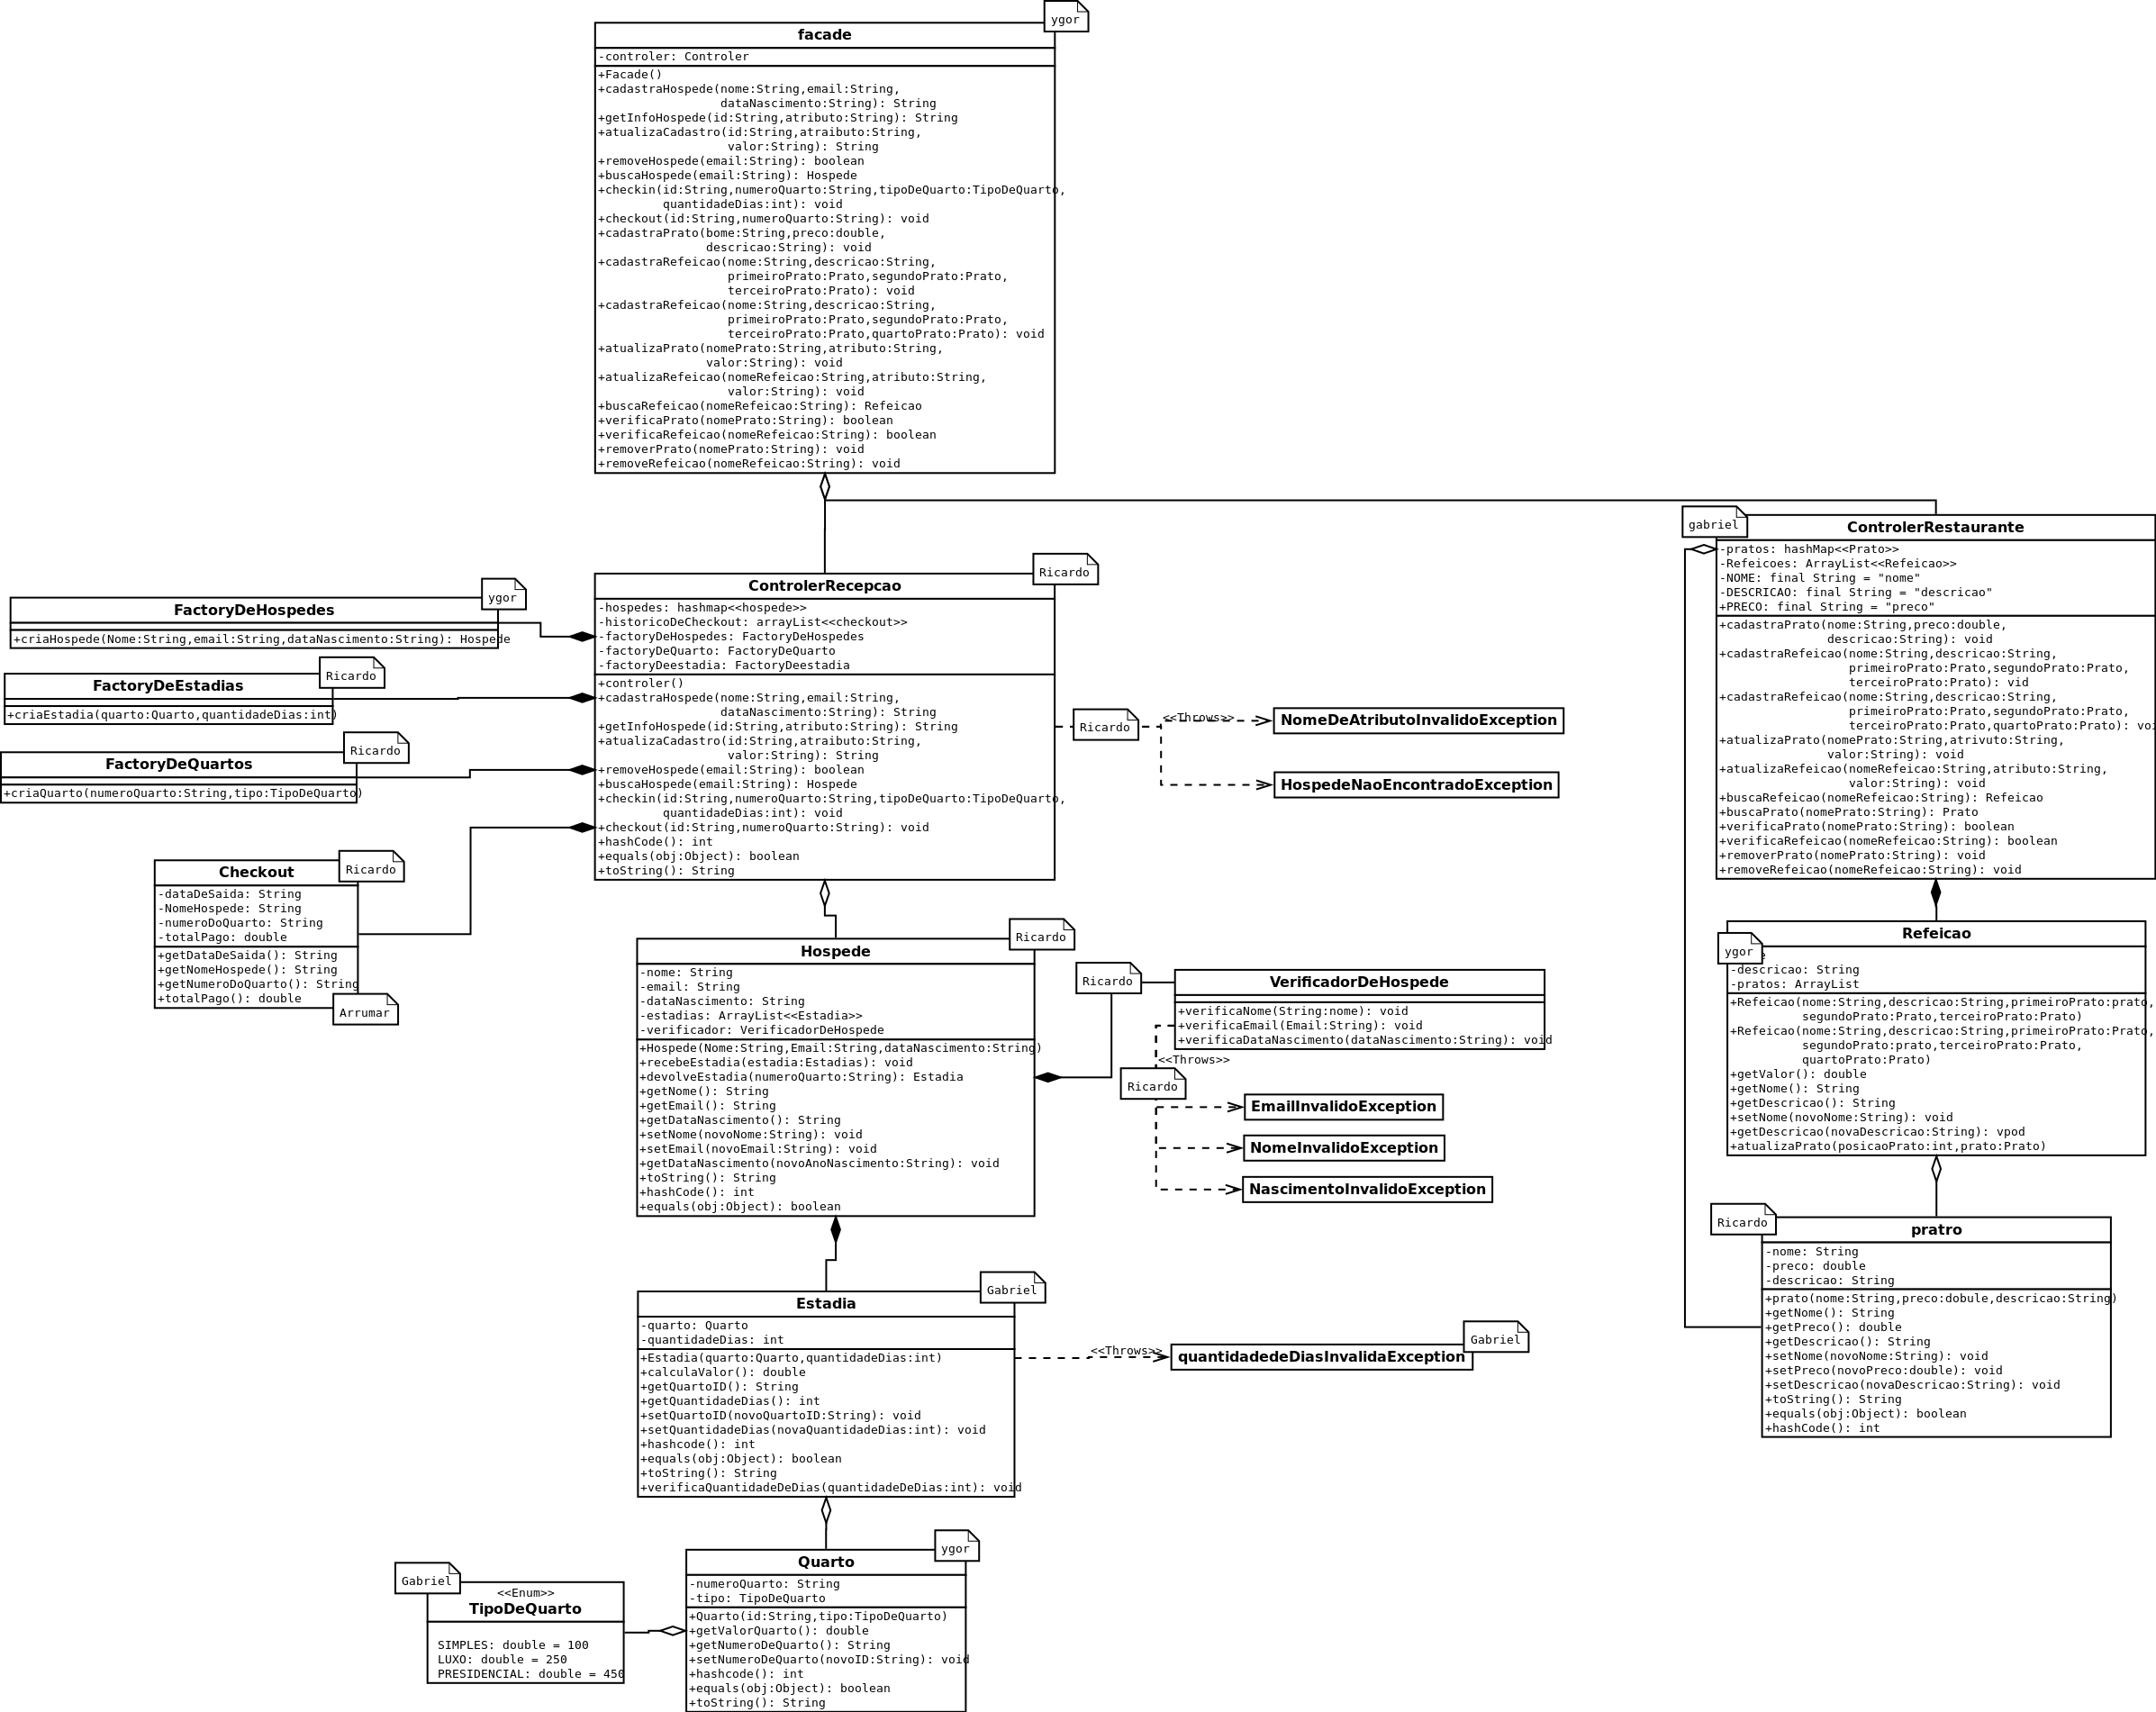 ygor
facade
-controler: Controler
+Facade()
+cadastraHospede(nome:String,email:String,
dataNascimento:String): String
+getInfoHospede(id:String,atributo:String): String
+atualizaCadastro(id:String,atraibuto:String,
valor:String): String
+removeHospede(email:String): boolean
+buscaHospede(email:String): Hospede
+checkin(id:String,numeroQuarto:String,tipoDeQuarto:TipoDeQuarto,
quantidadeDias:int): void
+checkout(id:String,numeroQuarto:String): void
+cadastraPrato(bome:String,preco:double,
descricao:String): void
+cadastraRefeicao(nome:String,descricao:String,
primeiroPrato:Prato,segundoPrato:Prato,
terceiroPrato:Prato): void
+cadastraRefeicao(nome:String,descricao:String,
primeiroPrato:Prato,segundoPrato:Prato,
terceiroPrato:Prato,quartoPrato:Prato): void
+atualizaPrato(nomePrato:String,atributo:String,
valor:String): void
+atualizaRefeicao(nomeRefeicao:String,atributo:String,
valor:String): void
+buscaRefeicao(nomeRefeicao:String): Refeicao
+verificaPrato(nomePrato:String): boolean
+verificaRefeicao(nomeRefeicao:String): boolean
+removerPrato(nomePrato:String): void
+removeRefeicao(nomeRefeicao:String): void
ygor
FactoryDeHospedes
+criaHospede(Nome:String,email:String,dataNascimento:String): Hospede
Ricardo
FactoryDeEstadias
+criaEstadia(quarto:Quarto,quantidadeDias:int)
Ricardo
FactoryDeQuartos
+criaQuarto(numeroQuarto:String,tipo:TipoDeQuarto)
Ricardo
Checkout
-dataDeSaida: String
-NomeHospede: String
-numeroDoQuarto: String
-totalPago: double
+getDataDeSaida(): String
+getNomeHospede(): String
+getNumeroDoQuarto(): String
+totalPago(): double
Arrumar
Ricardo
ControlerRecepcao
-hospedes: hashmap<<hospede>>
-historicoDeCheckout: arrayList<<checkout>>
-factoryDeHospedes: FactoryDeHospedes
-factoryDeQuarto: FactoryDeQuarto
-factoryDeestadia: FactoryDeestadia
+controler()
+cadastraHospede(nome:String,email:String,
dataNascimento:String): String
+getInfoHospede(id:String,atributo:String): String
+atualizaCadastro(id:String,atraibuto:String,
valor:String): String
+removeHospede(email:String): boolean
+buscaHospede(email:String): Hospede
+checkin(id:String,numeroQuarto:String,tipoDeQuarto:TipoDeQuarto,
quantidadeDias:int): void
+checkout(id:String,numeroQuarto:String): void
+hashCode(): int
+equals(obj:Object): boolean
+toString(): String
Ricardo
<<Throws>>
NomeDeAtributoInvalidoException
HospedeNaoEncontradoException
Ricardo
Hospede
-nome: String
-email: String
-dataNascimento: String
-estadias: ArrayList<<Estadia>>
-verificador: VerificadorDeHospede
+Hospede(Nome:String,Email:String,dataNascimento:String)
+recebeEstadia(estadia:Estadias): void
+devolveEstadia(numeroQuarto:String): Estadia
+getNome(): String
+getEmail(): String
+getDataNascimento(): String
+setNome(novoNome:String): void
+setEmail(novoEmail:String): void
+getDataNascimento(novoAnoNascimento:String): void
+toString(): String
+hashCode(): int
+equals(obj:Object): boolean
Ricardo
VerificadorDeHospede
+verificaNome(String:nome): void
+verificaEmail(Email:String): void
+verificaDataNascimento(dataNascimento:String): void
<<Throws>>
Ricardo
EmailInvalidoException
NomeInvalidoException
NascimentoInvalidoException
Gabriel
Estadia
-quarto: Quarto
-quantidadeDias: int
+Estadia(quarto:Quarto,quantidadeDias:int)
+calculaValor(): double
+getQuartoID(): String
+getQuantidadeDias(): int
+setQuartoID(novoQuartoID:String): void
+setQuantidadeDias(novaQuantidadeDias:int): void
+hashcode(): int
+equals(obj:Object): boolean
+toString(): String
+verificaQuantidadeDeDias(quantidadeDeDias:int): void
<<Throws>>
Gabriel
quantidadedeDiasInvalidaException
ygor
Quarto
-numeroQuarto: String
-tipo: TipoDeQuarto
+Quarto(id:String,tipo:TipoDeQuarto)
+getValorQuarto(): double
+getNumeroDeQuarto(): String
+setNumeroDeQuarto(novoID:String): void
+hashcode(): int
+equals(obj:Object): boolean
+toString(): String
Gabriel
<<Enum>>
TipoDeQuarto
SIMPLES: double = 100
LUXO: double = 250
PRESIDENCIAL: double = 450
gabriel
ControlerRestaurante
-pratos: hashMap<<Prato>>
-Refeicoes: ArrayList<<Refeicao>>
-NOME: final String = "nome"
-DESCRICAO: final String = "descricao"
+PRECO: final String = "preco"
+cadastraPrato(nome:String,preco:double,
descricao:String): void
+cadastraRefeicao(nome:String,descricao:String,
primeiroPrato:Prato,segundoPrato:Prato,
terceiroPrato:Prato): vid
+cadastraRefeicao(nome:String,descricao:String,
primeiroPrato:Prato,segundoPrato:Prato,
terceiroPrato:Prato,quartoPrato:Prato): voi
+atualizaPrato(nomePrato:String,atrivuto:String,
valor:String): void
+atualizaRefeicao(nomeRefeicao:String,atributo:String,
valor:String): void
+buscaRefeicao(nomeRefeicao:String): Refeicao
+buscaPrato(nomePrato:String): Prato
+verificaPrato(nomePrato:String): boolean
+verificaRefeicao(nomeRefeicao:String): boolean
+removerPrato(nomePrato:String): void
+removeRefeicao(nomeRefeicao:String): void
Refeicao
ygor
-descricao: String
-pratos: ArrayList
+Refeicao(nome:String,descricao:String,primeiroPrato:prato,
segundoPrato:Prato,terceiroPrato:Prato)
+Refeicao(nome:String,descricao:String,primeiroPrato:Prato,
segundoPrato:prato,terceiroPrato:Prato,
quartoPrato:Prato)
+getValor(): double
+getNome(): String
+getDescricao(): String
+setNome(novoNome:String): void
+getDescricao(novaDescricao:String): vpod
+atualizaPrato(posicaoPrato:int,prato:Prato)
Ricardo
pratro
-nome: String
-preco: double
-descricao: String
+prato(nome:String,preco:dobule,descricao:String)
+getNome(): String
+getPreco(): double
+getDescricao(): String
+setNome(novoNome:String): void
+setPreco(novoPreco:double): void
+setDescricao(novaDescricao:String): void
+toString(): String
+equals(obj:Object): boolean
+hashCode(): int